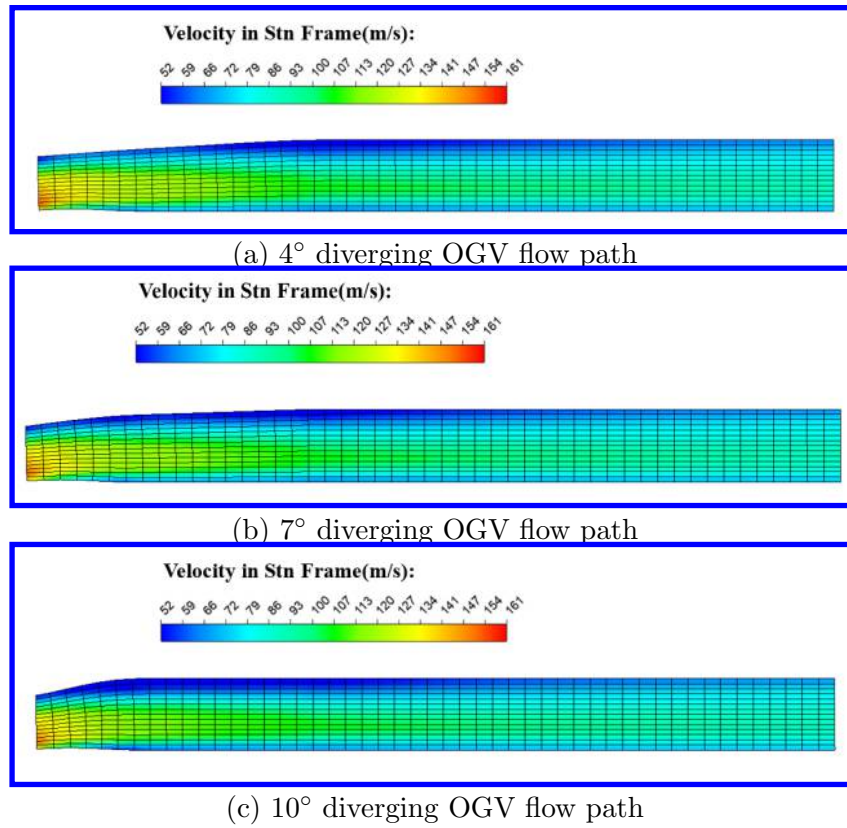 Velocity in Stn Frame(m/s):
52 59 66 72 79 86 93 100 107 113 120 127 134 141 147 154 161
(a) 4° diverging OGV flow path
Velocity in Stn Frame(m/s):
52 59 66 72 79 86 93 100 107 113 120 127 134 141 147 154 161
(b) 7° diverging OGV flow path
Velocity in Stn Frame(m/s):
52 59 66 72 79 86 93 100 107 113 120 127 134 141 147 154 161
(c) 10° diverging OGV flow path